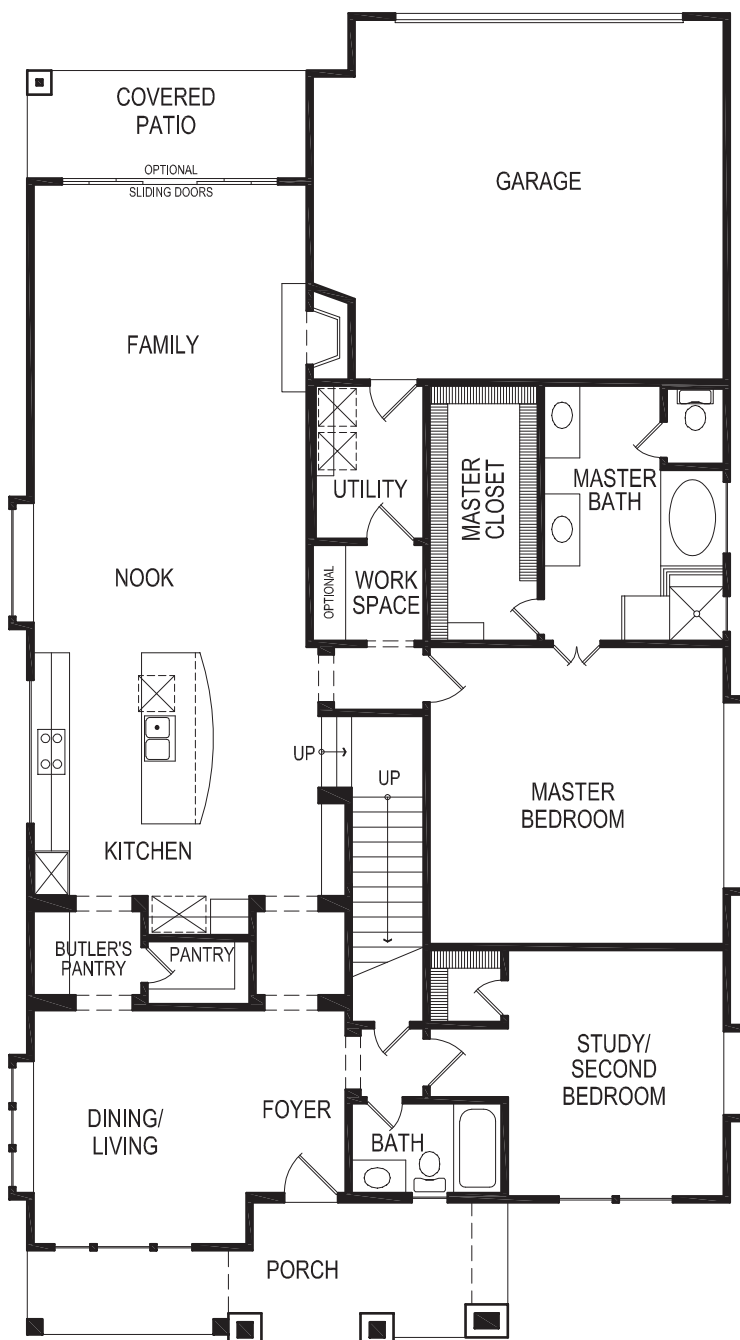 COVERED
PATIO
OPTIONAL
SLIDING DOORS
GARAGE
FAMILY
UTILITY
MASTER
CLOSET
MASTER
BATH
NOOK
OPTIONAL
WORK
SPACE
UP
UP
MASTER
BEDROOM
KITCHEN
BUTLER'S
PANTRY
PANTRY
STUDY/
SECOND
BEDROOM
DINING/
LIVING
FOYER
BATH
PORCH